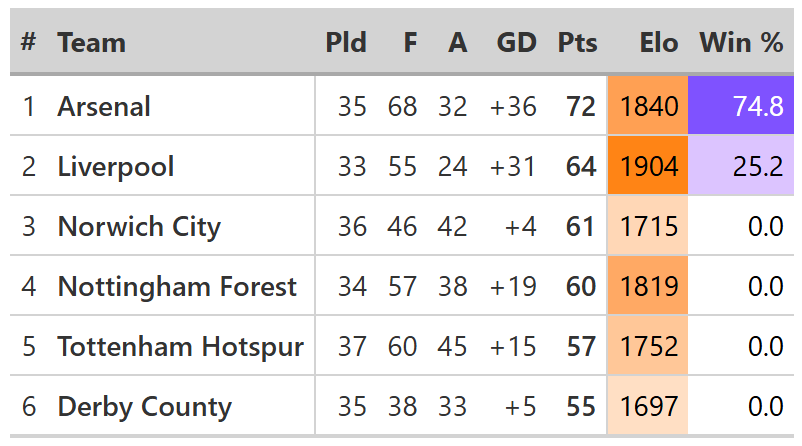 # Team Pld F A GD Pts Elo Win %
1 Arsenal 35 68 32 +36 72 1840 74.8
2 Liverpool 33 55 24 +31 64 1904 25.2
3 Norwich City 36 46 42 +4 61 1715 0.0
4 Nottingham Forest 34 57 38 +19 60 1819 0.0
5 Tottenham Hotspur 37 60 45 +15 57 1752 0.0
6 Derby County 35 38 33 +5 55 1697 0.0